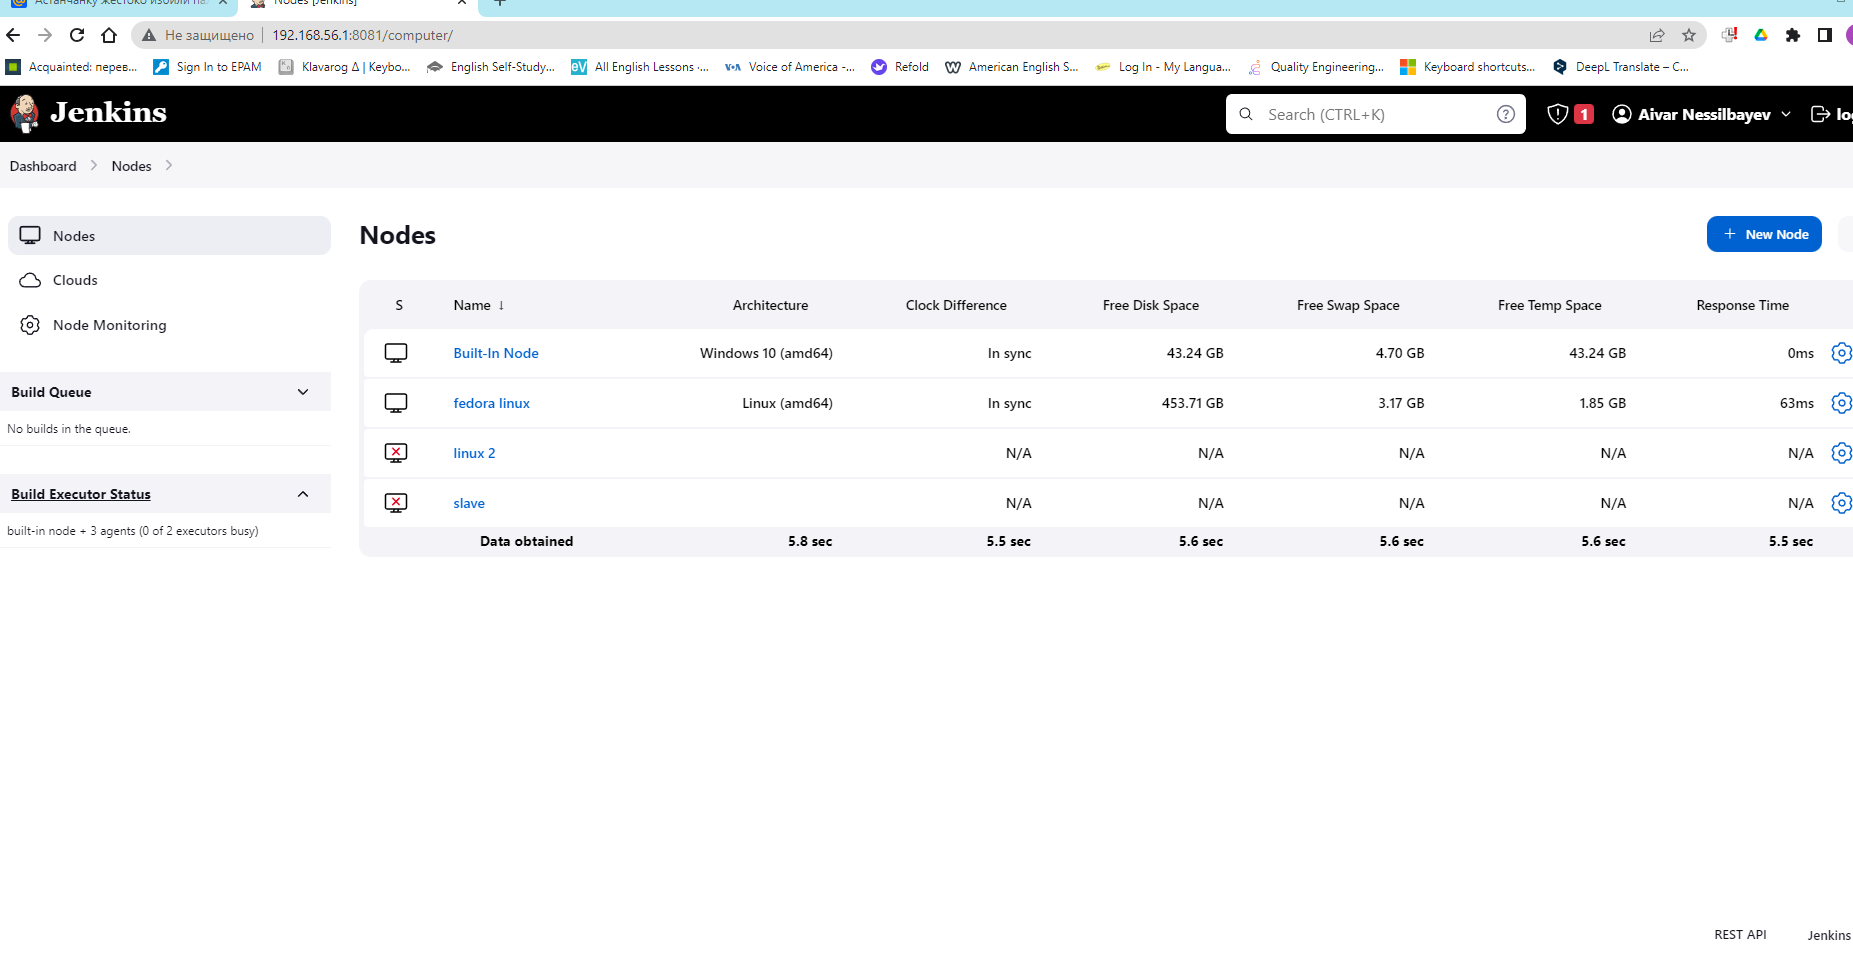 Nodes [Jenkins]
Не защищено 192.168.56.1:8081/computer/
Acquainted: перев... Sign In to EPAM Klavarog Δ | Keybo... English Self-Study... All English Lessons -... Voice of America -... Refold American English S... Log In - My Langua... Quality Engineering... Keyboard shortcuts... DeepL Translate – C...
Jenkins Search (CTRL+K) 1 Aivar Nessilbayev
Dashboard Nodes
Nodes
Clouds
Node Monitoring
Build Queue
No builds in the queue.
Build Executor Status
built-in node + 3 agents (0 of 2 executors busy)
Nodes
+ New Node
S Name ↓ Architecture Clock Difference Free Disk Space Free Swap Space Free Temp Space Response Time
Built-In Node Windows 10 (amd64) In sync 43.24 GB 4.70 GB 43.24 GB 0ms
fedora linux Linux (amd64) In sync 453.71 GB 3.17 GB 1.85 GB 63ms
linux 2 N/A N/A N/A N/A N/A
slave N/A N/A N/A N/A N/A
Data obtained 5.8 sec 5.5 sec 5.6 sec 5.6 sec 5.6 sec 5.5 sec
REST API Jenkins